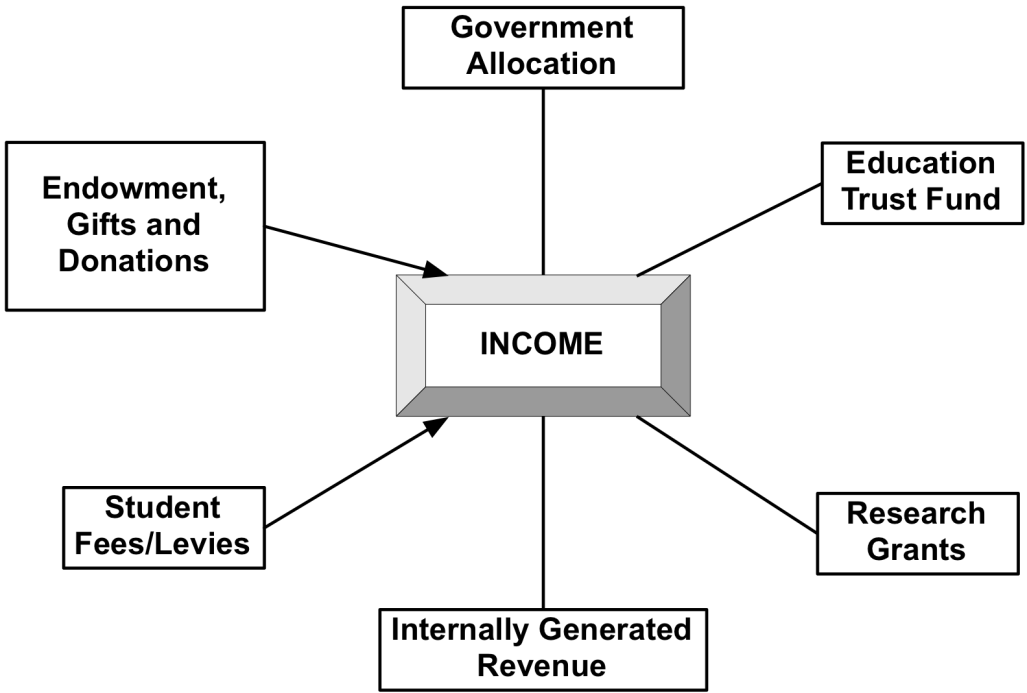 Government
Allocation
Endowment,
Gifts and
Donations
Education
Trust Fund
INCOME
Student
Fees/Levies
Research
Grants
Internally Generated
Revenue